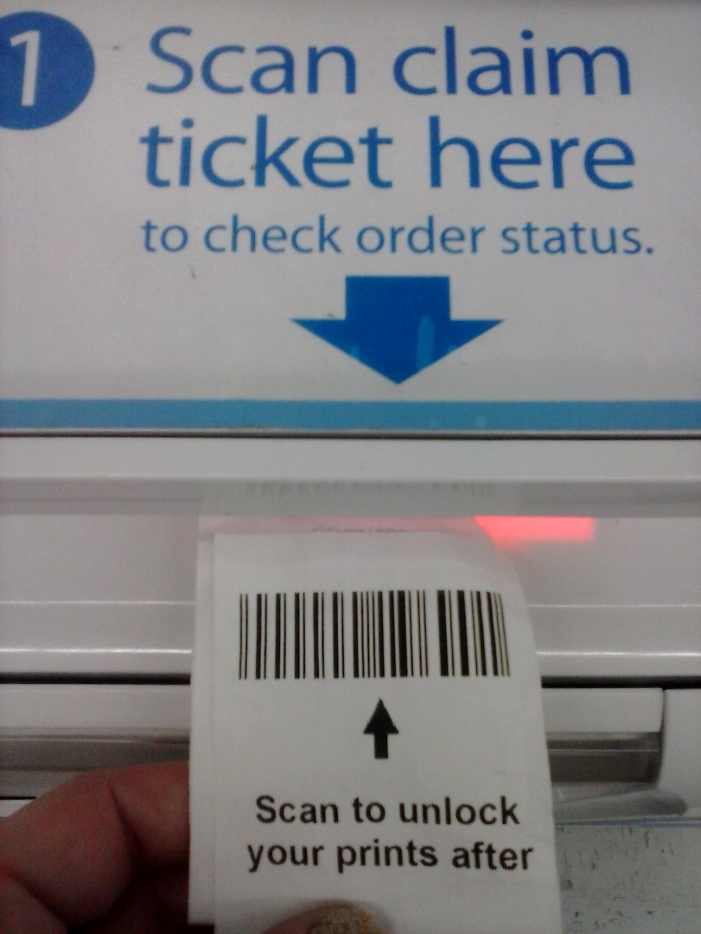 1
Scan claim
ticket here
to check order status.
Scan to unlock
your prints after